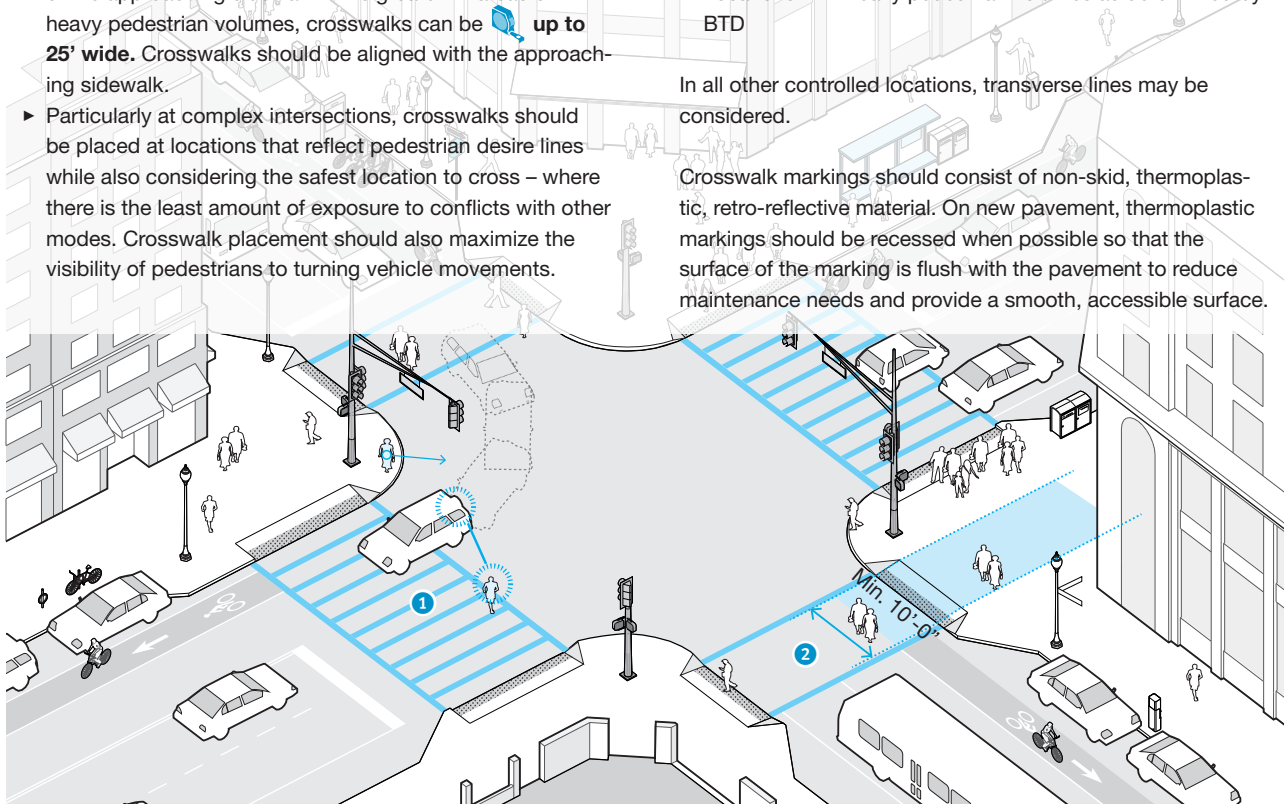 heavy pedestrian volumes, crosswalks can be up to
25’ wide. Crosswalks should be aligned with the approach-
ing sidewalk.
▸ Particularly at complex intersections, crosswalks should
be placed at locations that reflect pedestrian desire lines
while also considering the safest location to cross – where
there is the least amount of exposure to conflicts with other
modes. Crosswalk placement should also maximize the
visibility of pedestrians to turning vehicle movements.
BTD
In all other controlled locations, transverse lines may be
considered.
Crosswalk markings should consist of non-skid, thermoplas-
tic, retro-reflective material. On new pavement, thermoplastic
markings should be recessed when possible so that the
surface of the marking is flush with the pavement to reduce
maintenance needs and provide a smooth, accessible surface.
1
Min. 10’-0”
2